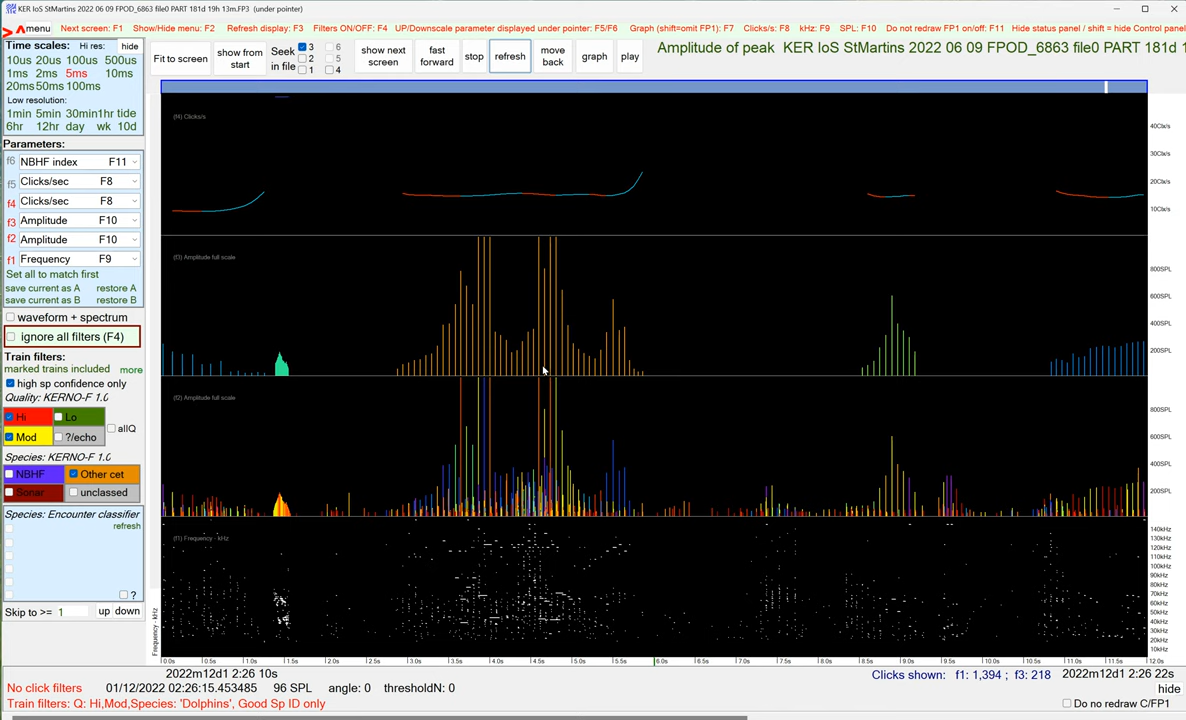 KER IoS StMartins 2022 06 09 FPOD_6863 file0 PART 181d 19h 13m.FP3 (under pointer)
>menu Next screen: F1 Show/Hide menu: F2 Refresh display: F3 Filters ON/OFF: F4 UP/Downscale parameter displayed under pointer: F5/F6 Graph (shift=omit FP1): F7 Clicks/s: F8 kHz: F9 SPL: F10 Do not redraw FP1 on/off: F11 Hide status panel / shift = hide Control pane
Time scales: Hi res: hide
10us 20us 100us 500us
1ms 2ms 5ms 10ms
20ms 50ms 100ms
Low resolution:
1min 5min 30min 1hr tide
6hr 12hr day wk 10d
Fit to screen
show from start
Seek in file
3 6
2 5
1 4
show next screen
fast forward
stop
refresh
move back
graph
play
Amplitude of peak KER IoS StMartins 2022 06 09 FPOD_6863 file0 PART 181d 1
Parameters:
f6 NBHF index F11
f5 Clicks/sec F8
f4 Clicks/sec F8
f3 Amplitude F10
f2 Amplitude F10
f1 Frequency F9
Set all to match first
save current as A restore A
save current as B restore B
waveform + spectrum
ignore all filters (F4)
Train filters:
marked trains included more
high sp confidence only
Quality: KERNO-F 1.0
Hi Lo
Mod ?/echo allQ
Species: KERNO-F 1.0
NBHF Other cet
Sonar unclassed
Species: Encounter classifier
refresh
?
Skip to >= 1 up down
(f4) Clicks/s
40Clx/s
30Clx/s
20Clx/s
10Clx/s
(f3) Amplitude full scale
800SPL
600SPL
400SPL
200SPL
(f2) Amplitude full scale
800SPL
600SPL
400SPL
200SPL
(f1) Frequency - kHz
140kHz
130kHz
120kHz
110kHz
100kHz
90kHz
80kHz
70kHz
60kHz
50kHz
40kHz
30kHz
20kHz
10kHz
Frequency - kHz
0.0s 0.5s 1.0s 1.5s 2.0s 2.5s 3.0s 3.5s 4.0s 4.5s 5.0s 5.5s 6.0s 6.5s 7.0s 7.5s 8.0s 8.5s 9.0s 9.5s 10.0s 10.5s 11.0s 11.5s 12.0s
2022m12d1 2:26 10s
Clicks shown: f1: 1,394 ; f3: 218 2022m12d1 2:26 22s
No click filters 01/12/2022 02:26:15.453485 96 SPL angle: 0 thresholdN: 0
hide
Train filters: Q: Hi,Mod,Species: 'Dolphins', Good Sp ID only
Do not redraw C/FP1